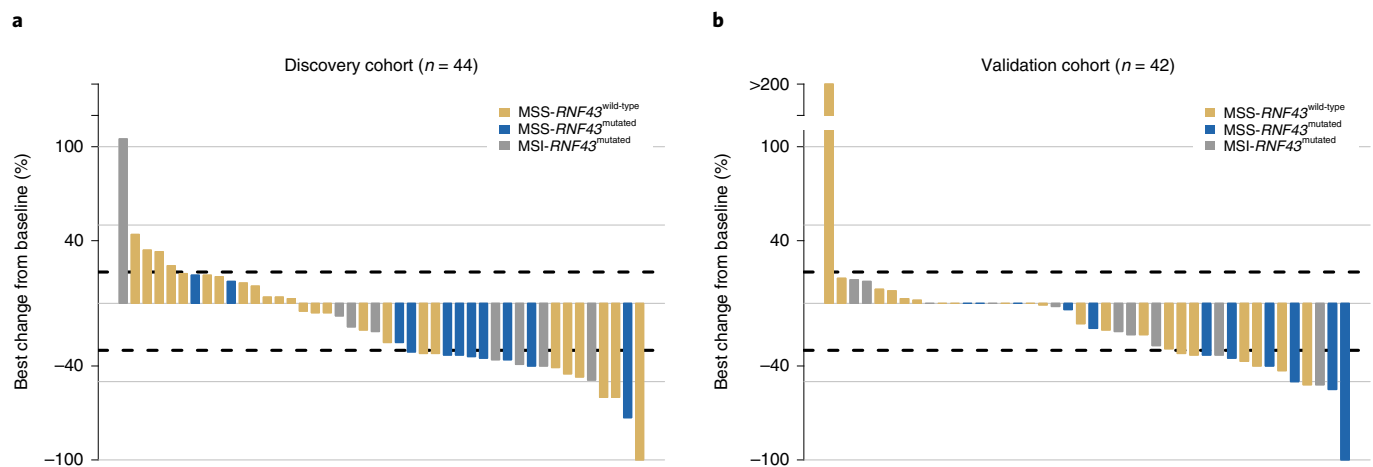 a
Discovery cohort (n = 44)
Best change from baseline (%)
100
40
−40
−100
MSS-RNF43wild-type
MSS-RNF43mutated
MSI-RNF43mutated
b
Validation cohort (n = 42)
Best change from baseline (%)
>200
100
40
−40
−100
MSS-RNF43wild-type
MSS-RNF43mutated
MSI-RNF43mutated